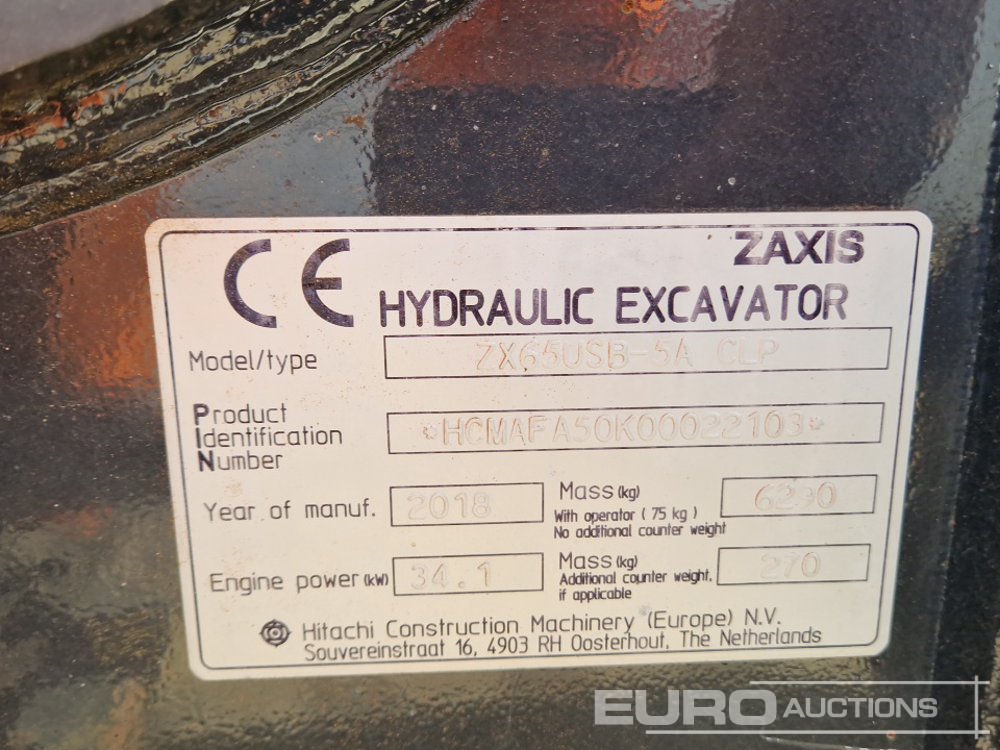 CE ZAXIS
HYDRAULIC EXCAVATOR
Model/type ZX65USB-5A CLP
Product
Identification
Number *HCMAFA50K00022103*
Year of manuf. 2018
Mass (kg) 6290
With operator (75 kg)
No additional counter weight
Engine power (kW) 34.1
Mass (kg) 270
Additional counter weight,
if applicable
Hitachi Construction Machinery (Europe) N.V.
Souvereinstraat 16, 4903 RH Oosterhout, The Netherlands
EURO AUCTIONS